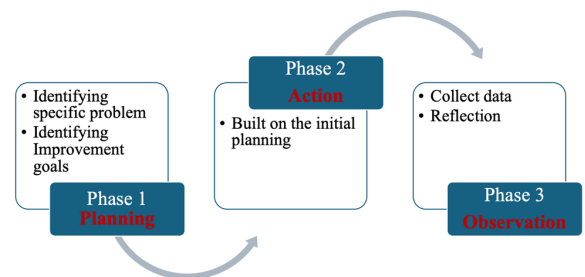 • Identifying
specific problem
• Identifying
Improvement
goals
Phase 1
Planning
Phase 2
Action
• Built on the initial
planning
• Collect data
• Reflection
Phase 3
Observation